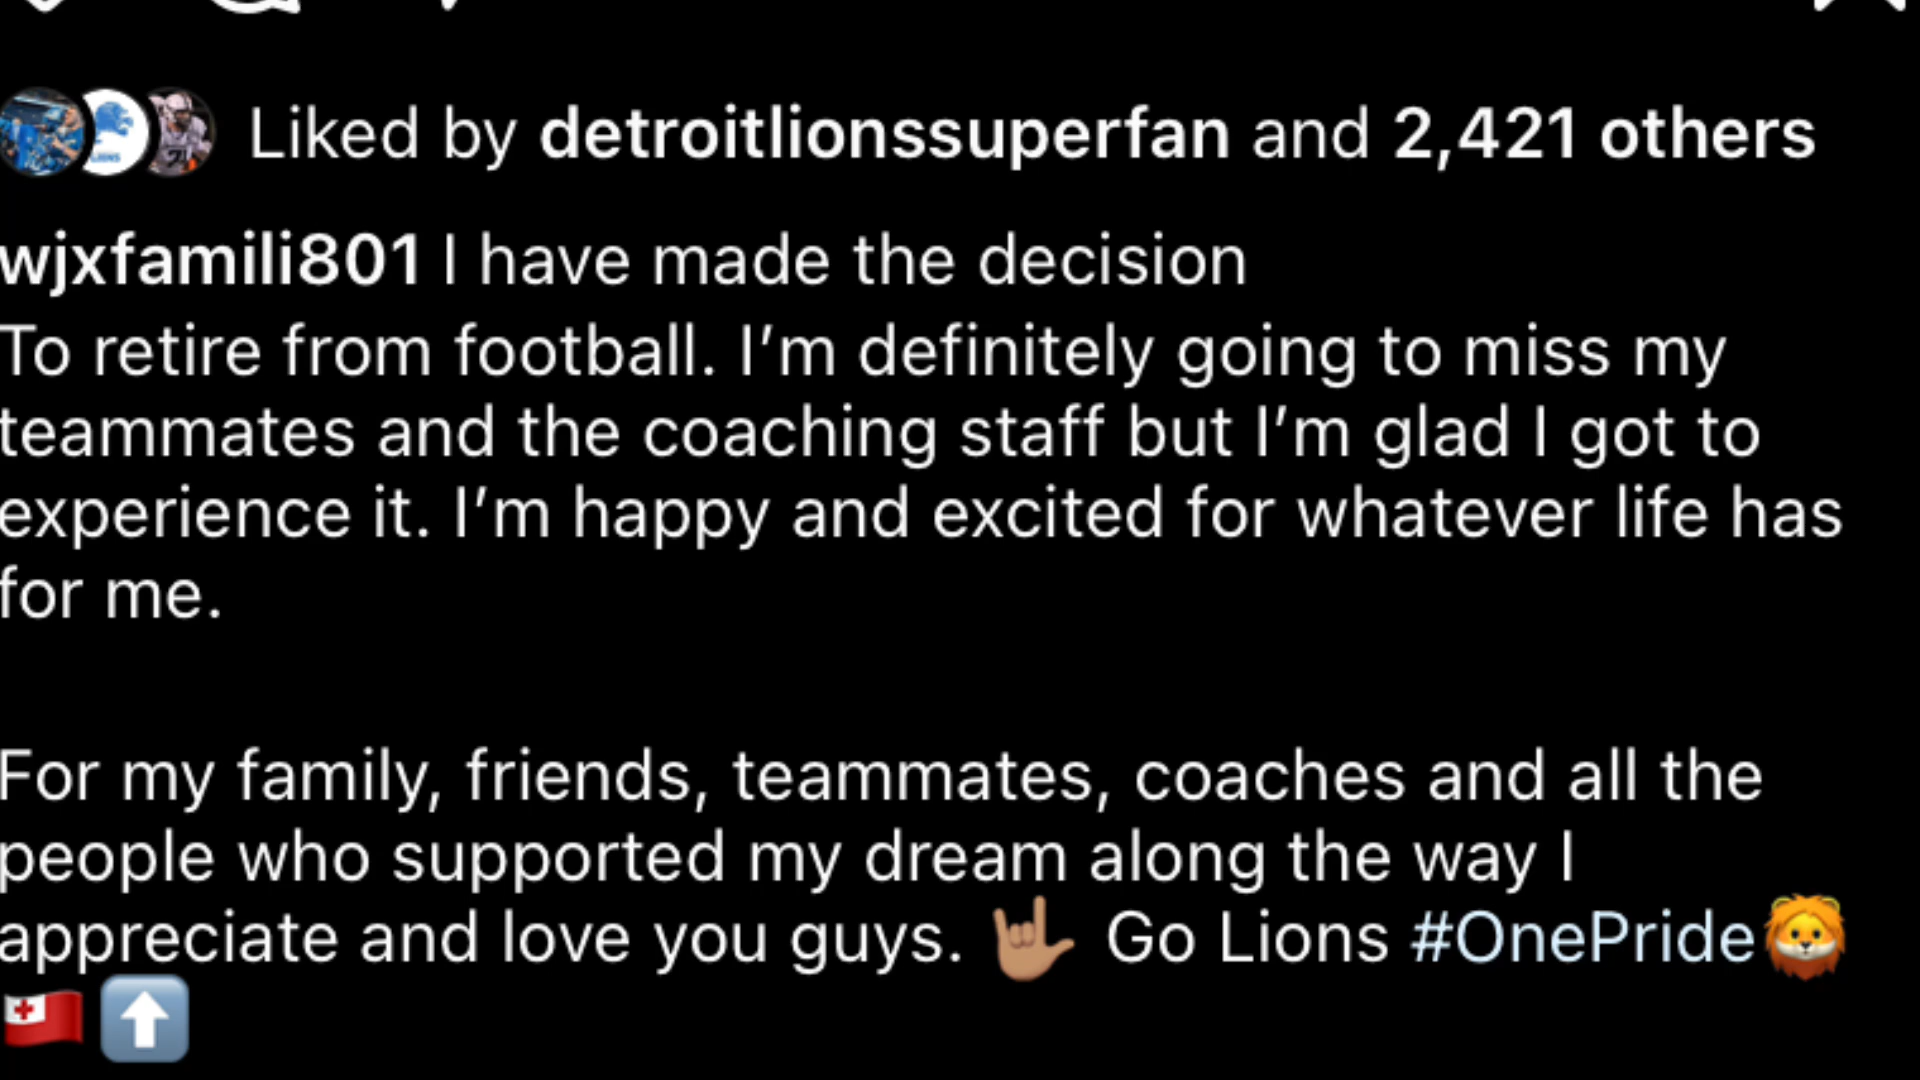 Liked by detroitlionssuperfan and 2,421 others
wjxfamili801 I have made the decision
To retire from football. I’m definitely going to miss my
teammates and the coaching staff but I’m glad I got to
experience it. I’m happy and excited for whatever life has
for me.
For my family, friends, teammates, coaches and all the
people who supported my dream along the way I
appreciate and love you guys. 🤟🏽 Go Lions #OnePride🦁
🇹🇴 ⬆️